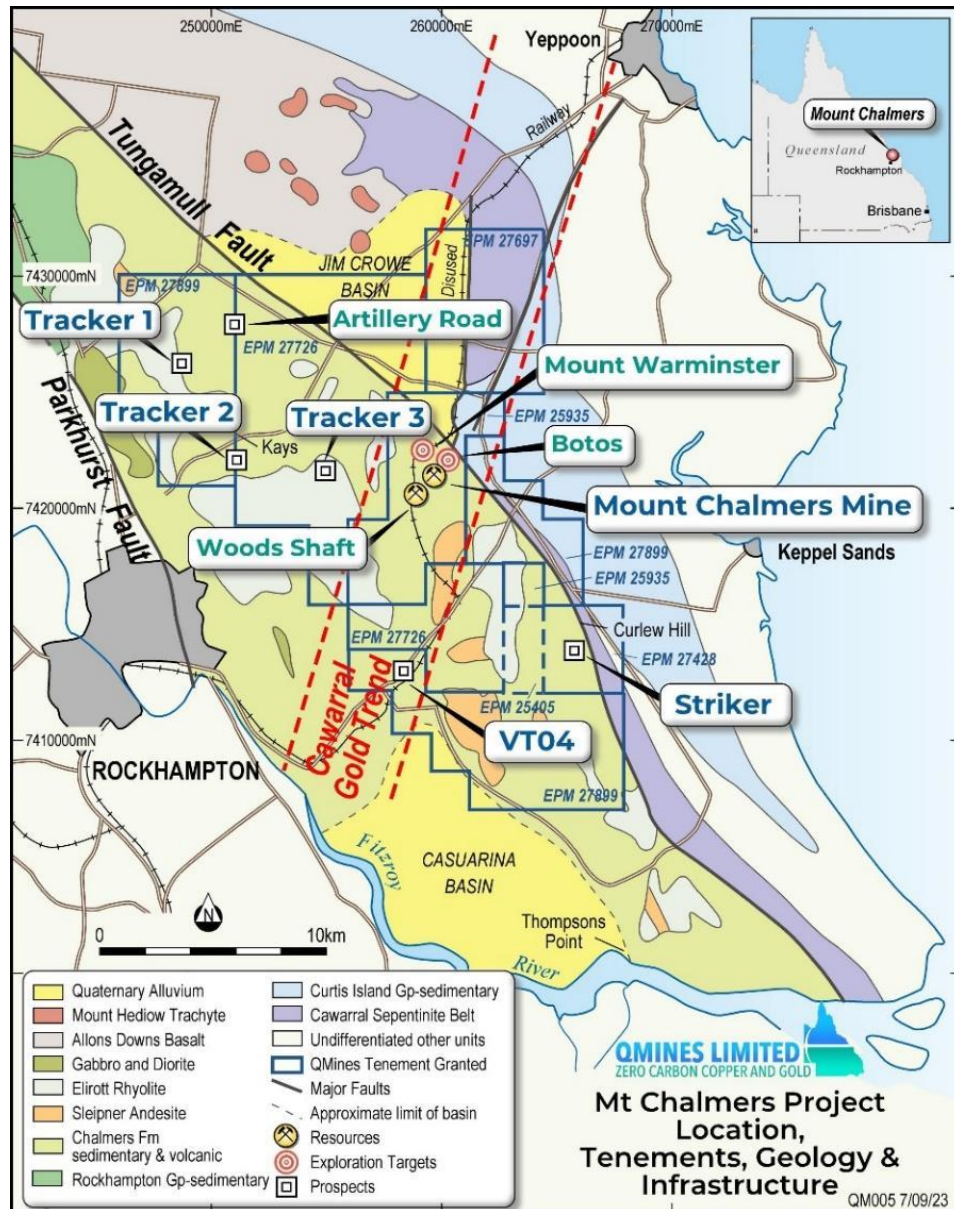 250000mE
260000mE
270000mE
Yeppoon
Railway
Mount Chalmers
Queensland
Rockhampton
Brisbane
Tungamull
Fault
EPM 27697
JIM CROWE
BASIN
Disused
7430000mN
EPM 27899
Tracker 1
Artillery Road
EPM 27726
Mount Warminster
Parkhurst
Fault
Tracker 2
Kays
Tracker 3
EPM 25935
Botos
7420000mN
Mount Chalmers Mine
Woods Shaft
Keppel Sands
EPM 27899
EPM 25935
Curlew Hill
EPM 27726
EPM 27428
Cawarral
Gold Trend
EPM 25405
Striker
VT04
7410000mN
ROCKHAMPTON
EPM 27899
Fitzroy
CASUARINA
BASIN
Thompsons
Point
River
N
0
10km
Quaternary Alluvium
Mount Hediow Trachyte
Allons Downs Basalt
Gabbro and Diorite
Elirott Rhyolite
Sleipner Andesite
Chalmers Fm
sedimentary & volcanic
Rockhampton Gp-sedimentary
Curtis Island Gp-sedimentary
Cawarral Sepentinite Belt
Undifferentiated other units
QMines Tenement Granted
Major Faults
Approximate limit of basin
Resources
Exploration Targets
Prospects
QMINES LIMITED
ZERO CARBON COPPER AND GOLD
Mt Chalmers Project
Location,
Tenements, Geology &
Infrastructure
QM005 7/09/23